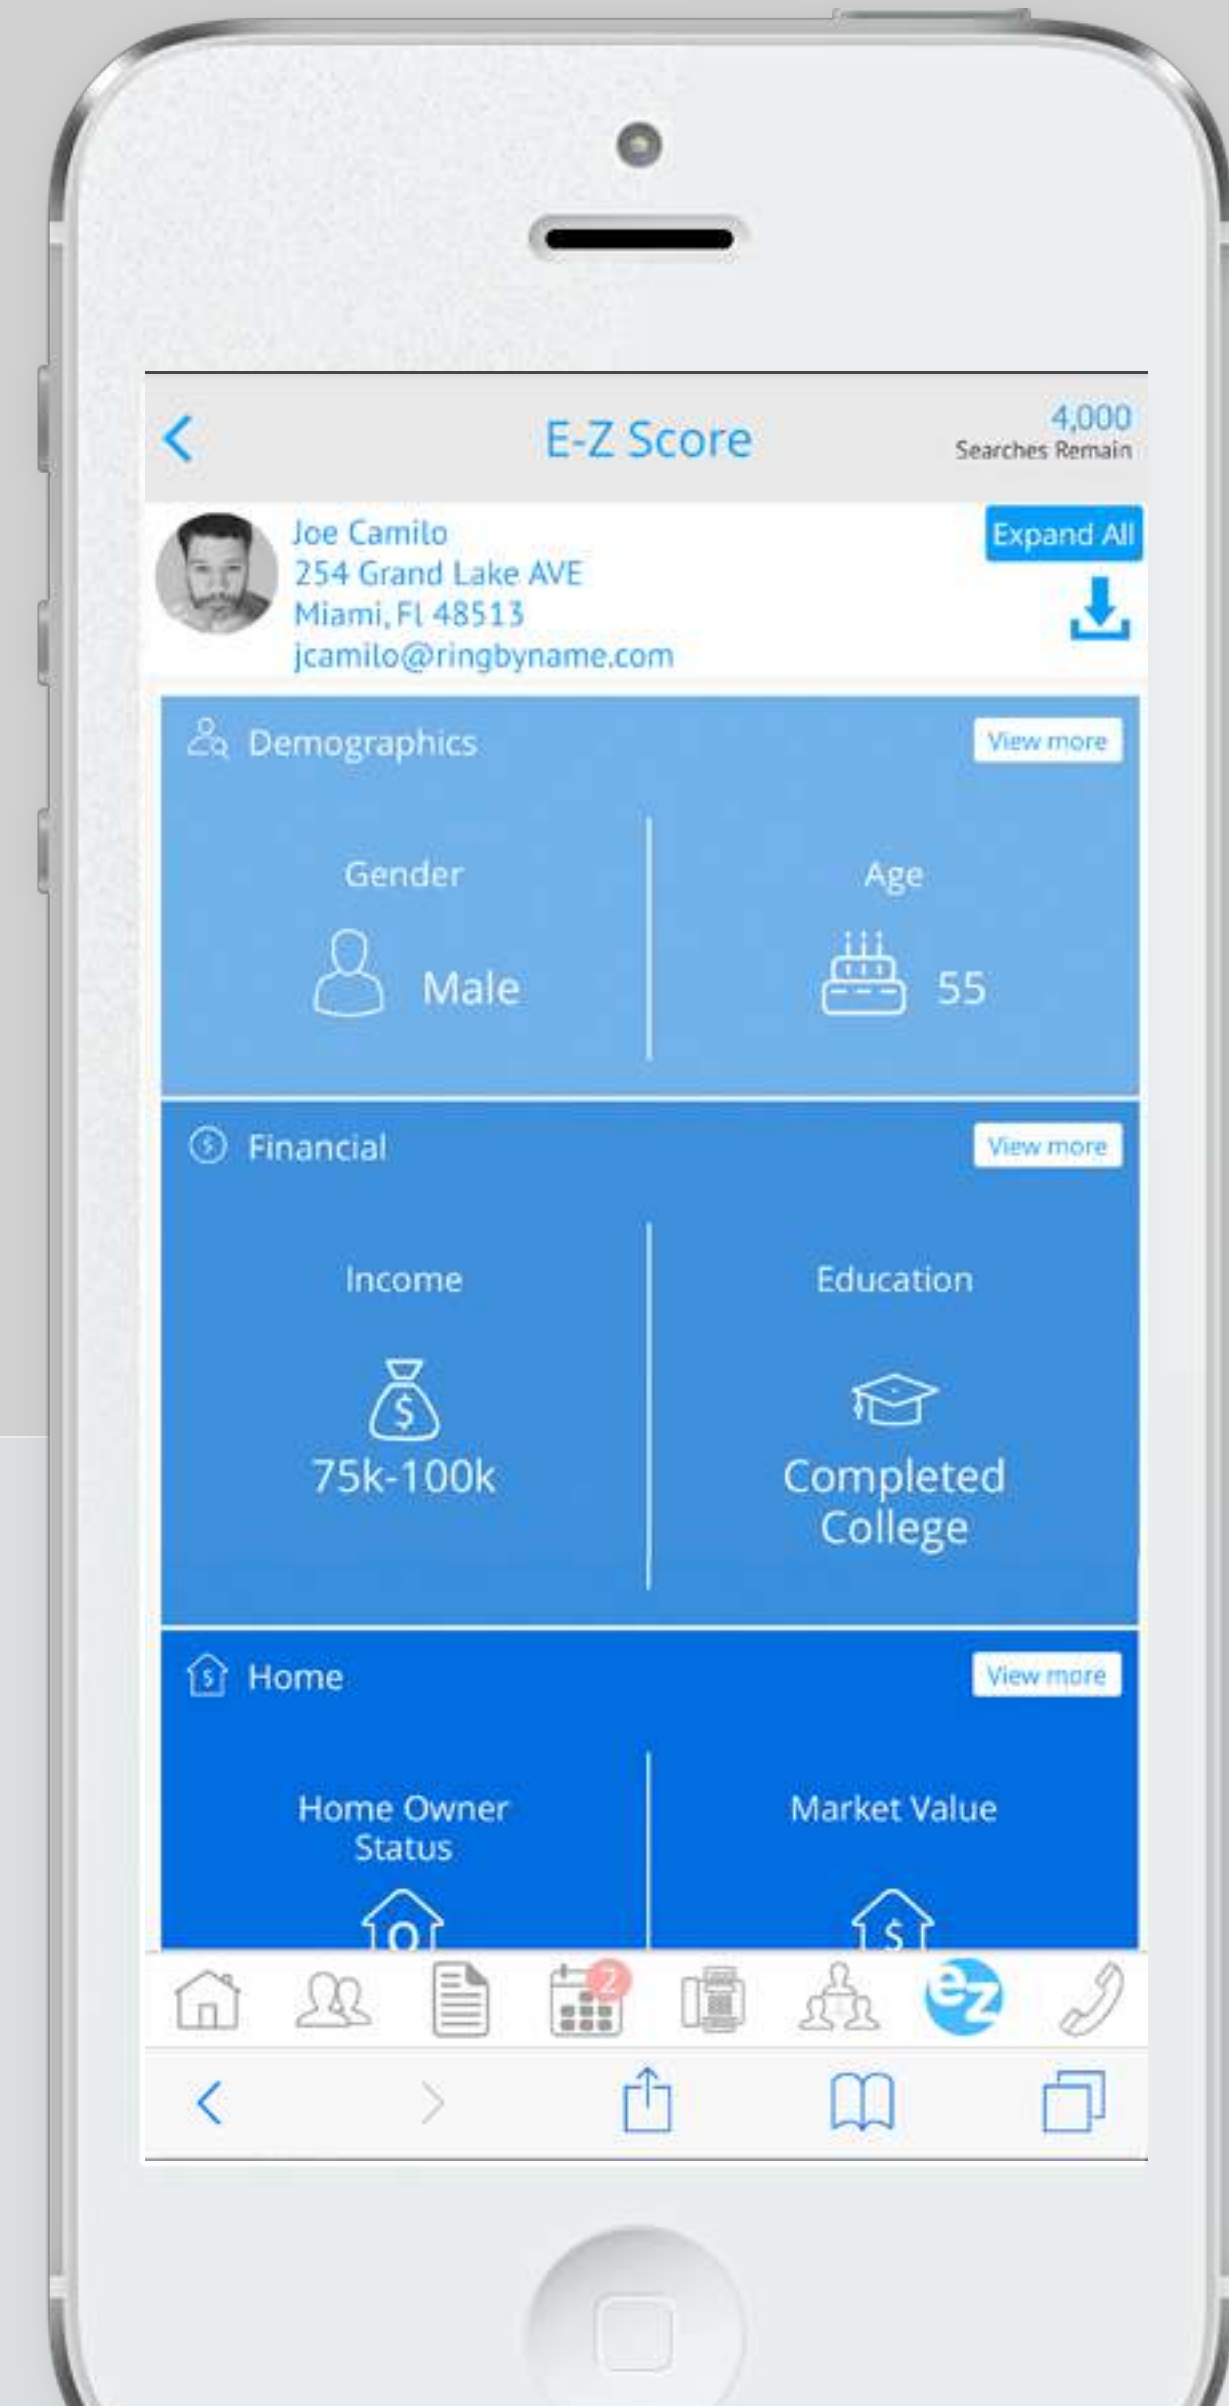 E-Z Score
4,000
Searches Remain
Joe Camilo
254 Grand Lake AVE
Miami, Fl 48513
jcamilo@ringbyname.com
Expand All
Demographics
View more
Gender
Male
Age
55
Financial
View more
Income
75k-100k
Education
Completed
College
Home
View more
Home Owner
Status
Market Value
2
ez